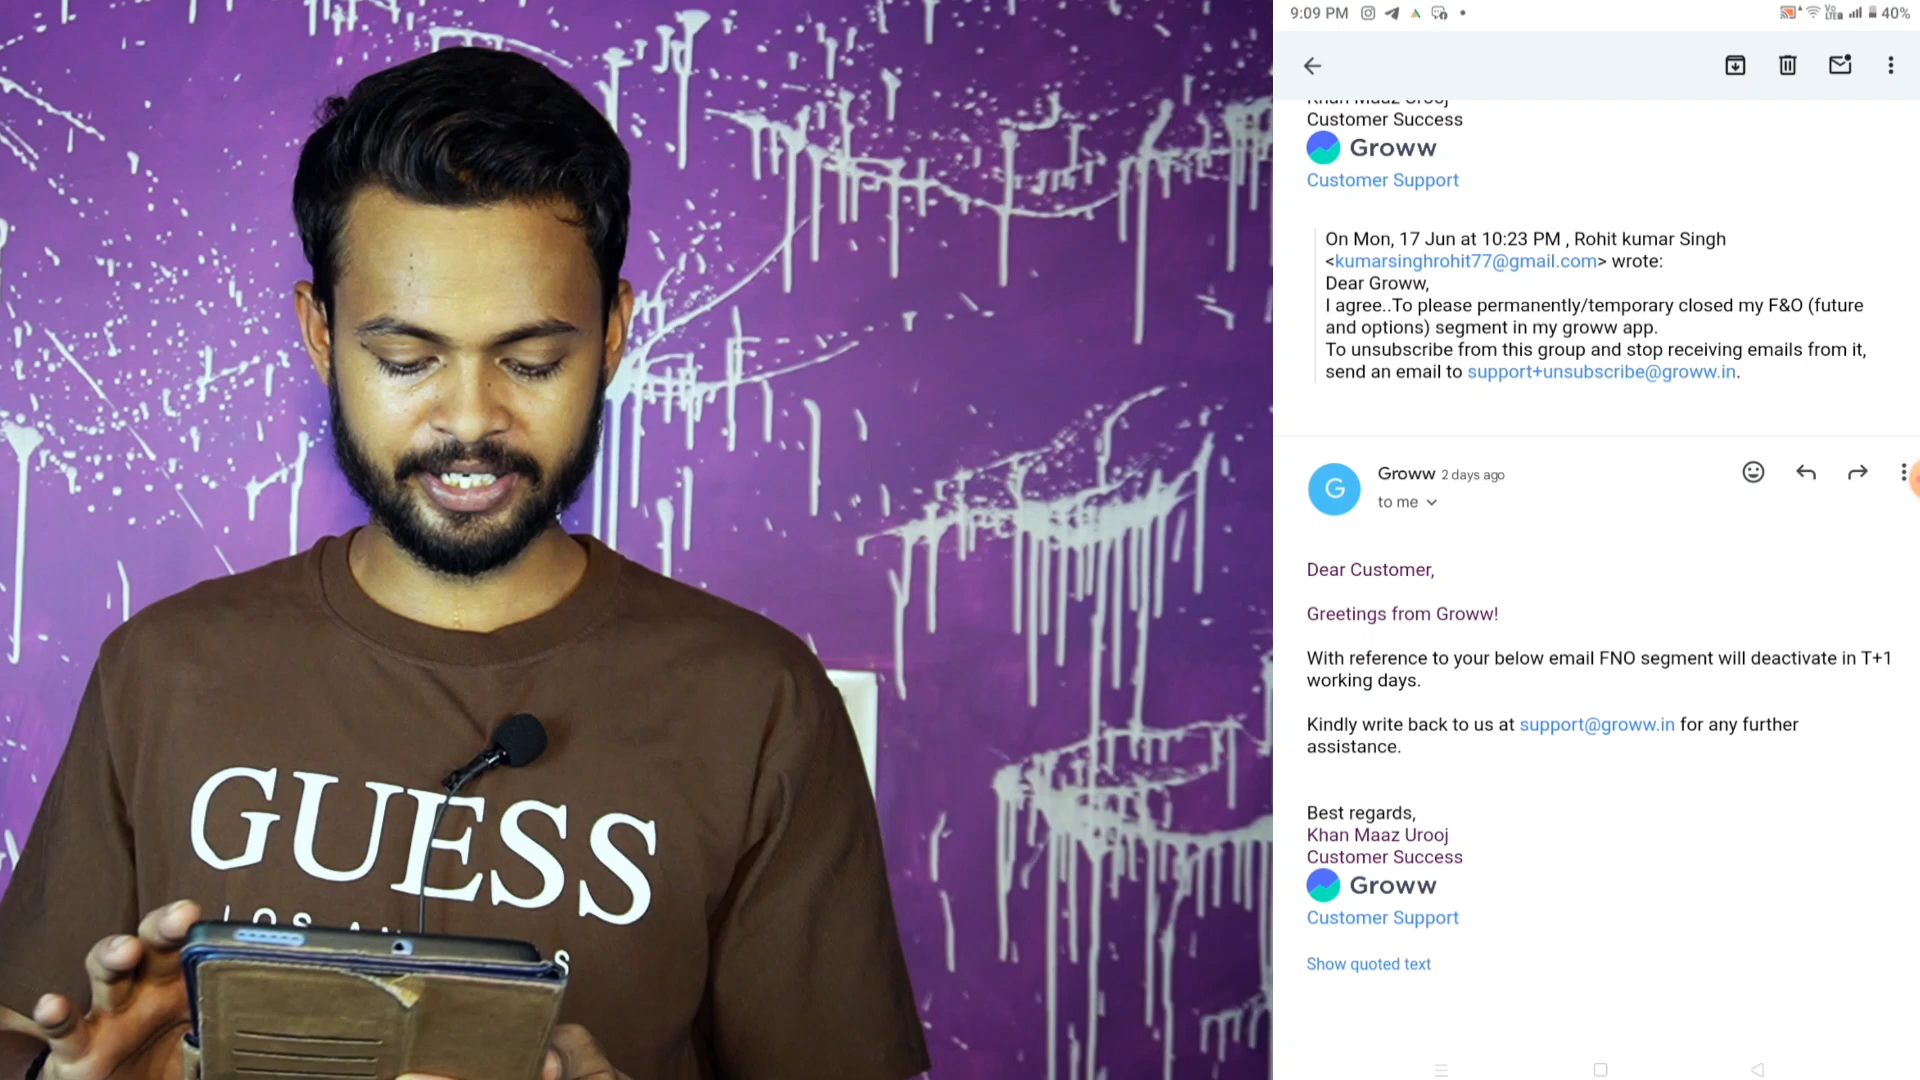 GUESS
9:09 PM
40%
Customer Success
Groww
Customer Support
On Mon, 17 Jun at 10:23 PM , Rohit kumar Singh
<kumarsinghrohit77@gmail.com> wrote:
Dear Groww,
I agree..To please permanently/temporary closed my F&O (future
and options) segment in my groww app.
To unsubscribe from this group and stop receiving emails from it,
send an email to support+unsubscribe@groww.in.
G
Groww 2 days ago
to me
Dear Customer,
Greetings from Groww!
With reference to your below email FNO segment will deactivate in T+1
working days.
Kindly write back to us at support@groww.in for any further
assistance.
Best regards,
Khan Maaz Urooj
Customer Success
Groww
Customer Support
Show quoted text